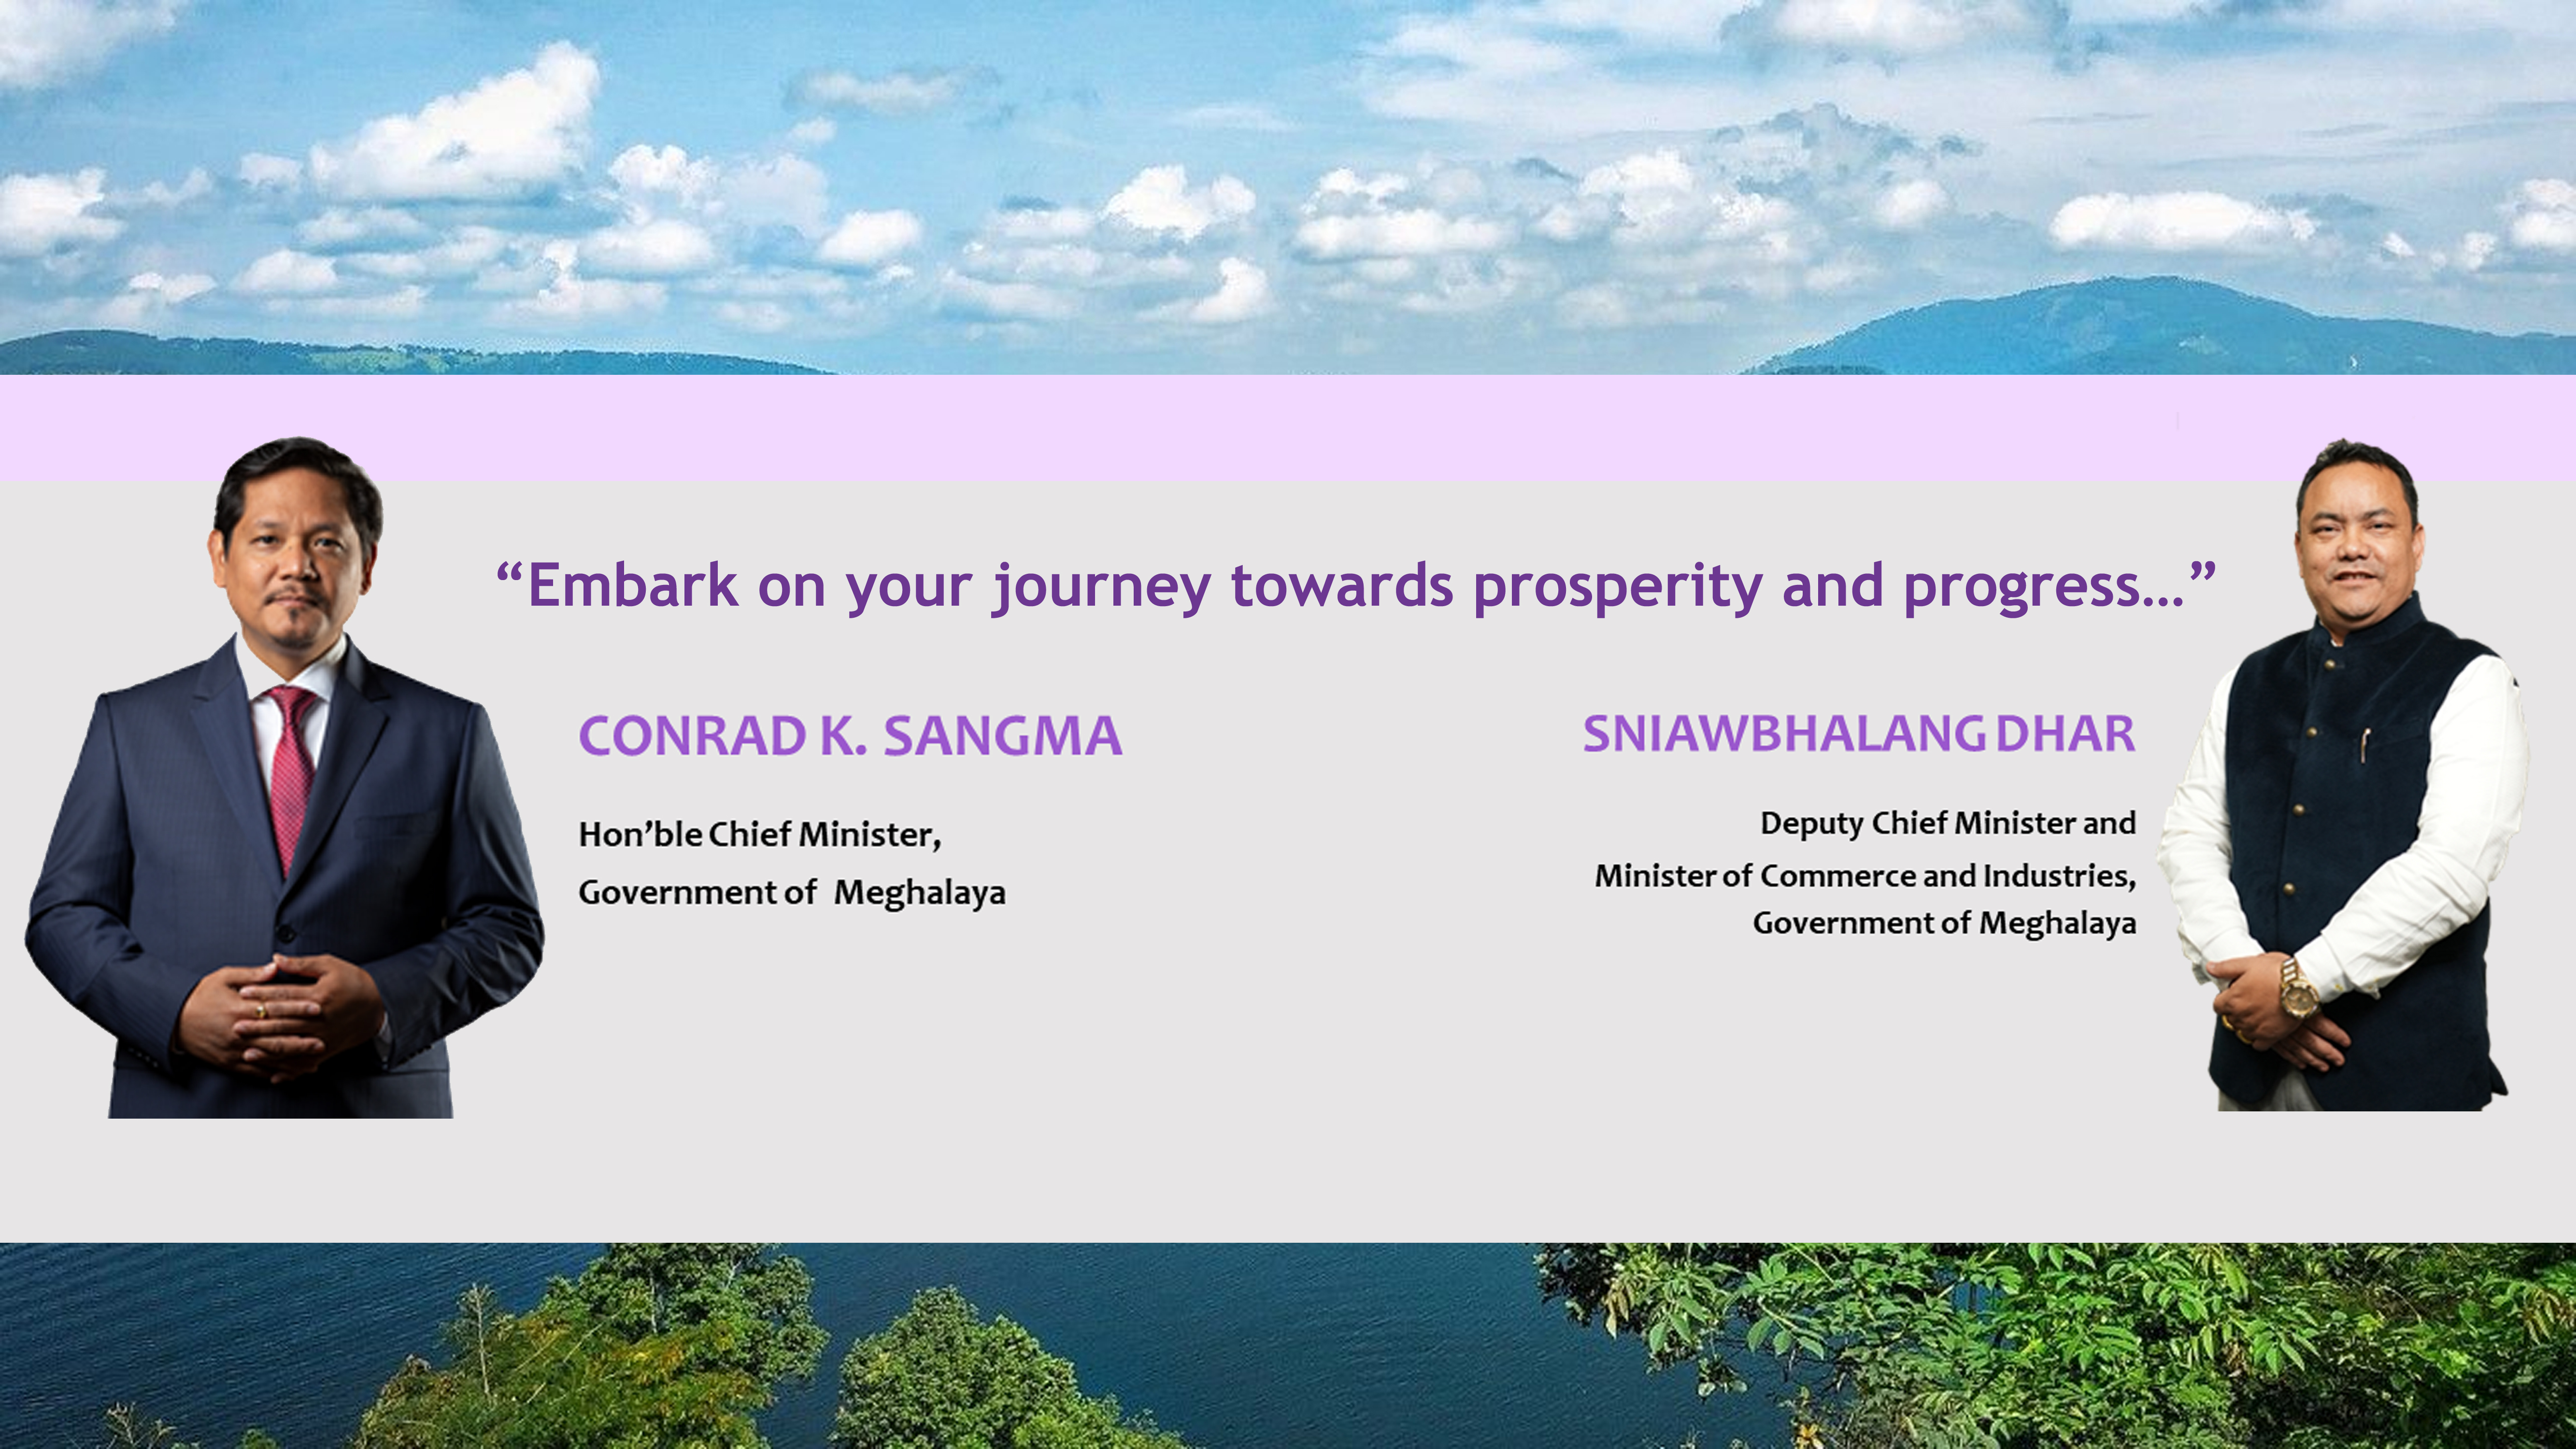 “Embark on your journey towards prosperity and progress...”
CONRAD K. SANGMA
Hon’ble Chief Minister,
Government of Meghalaya
SNIAWBHALANG DHAR
Deputy Chief Minister and
Minister of Commerce and Industries,
Government of Meghalaya